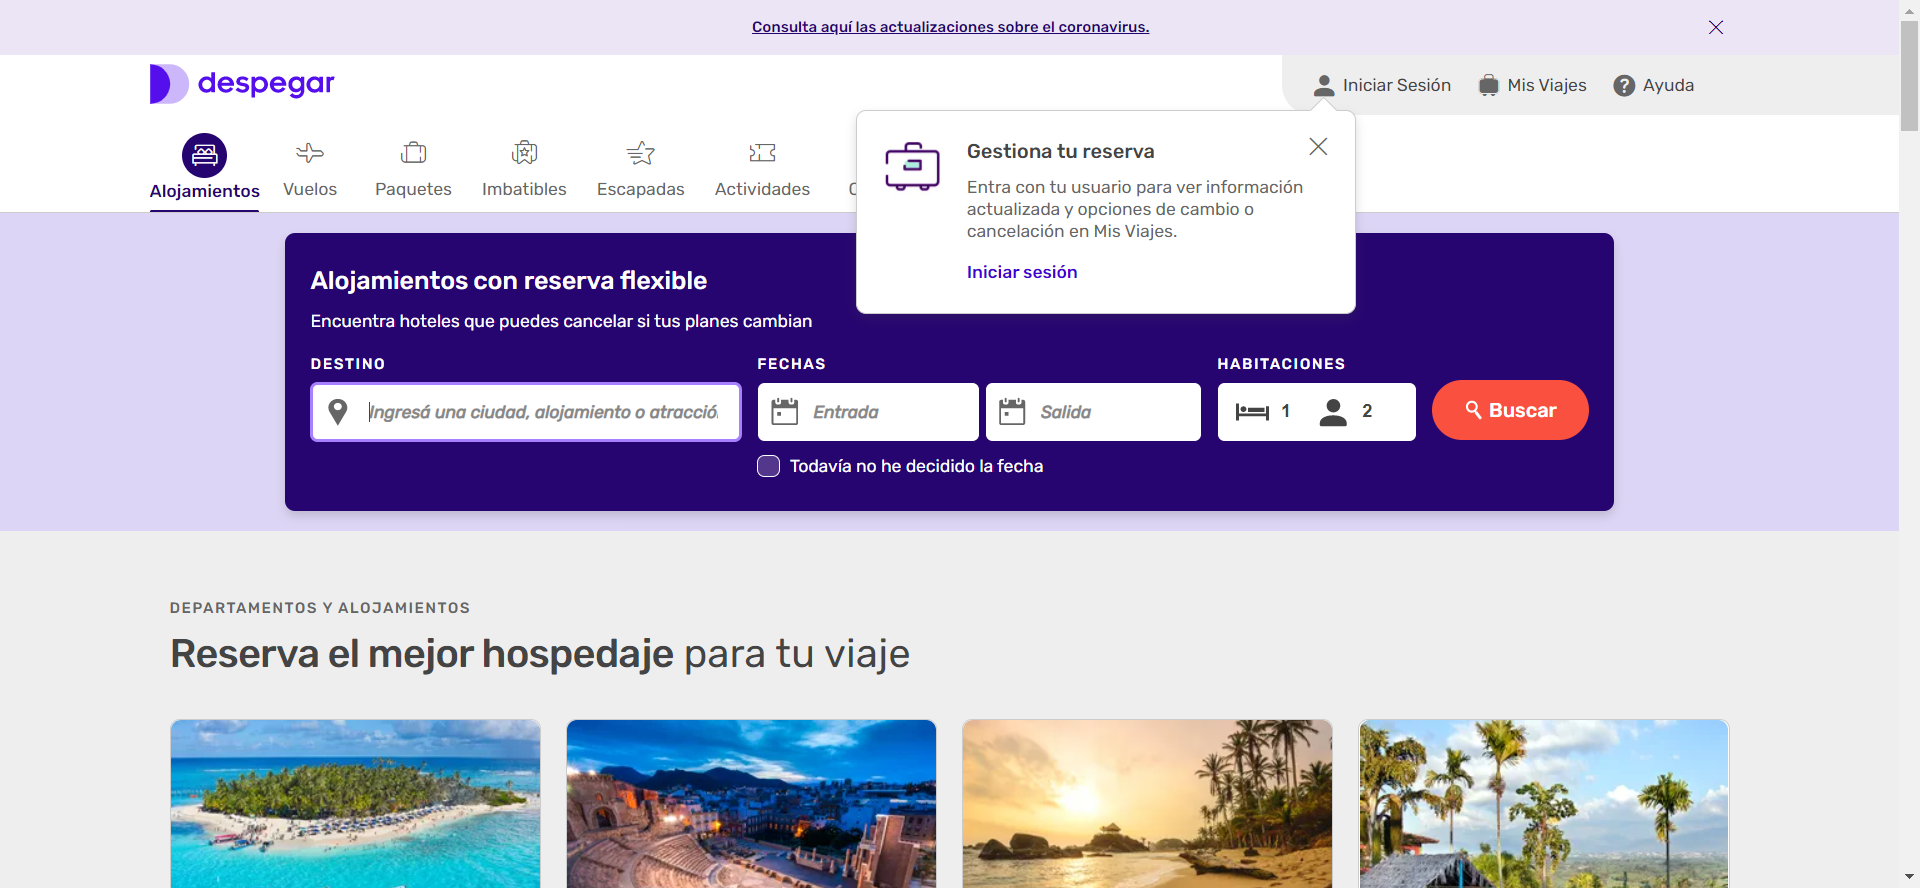 Consulta aquí las actualizaciones sobre el coronavirus.
despegar
Iniciar Sesión
Mis Viajes
Ayuda
Alojamientos
Vuelos
Paquetes
Imbatibles
Escapadas
Actividades
Gestiona tu reserva
Entra con tu usuario para ver información
actualizada y opciones de cambio o
cancelación en Mis Viajes.
Iniciar sesión
Alojamientos con reserva flexible
Encuentra hoteles que puedes cancelar si tus planes cambian
DESTINO
FECHAS
HABITACIONES
Ingresá una ciudad, alojamiento o
Entrada
Salida
1
2
Buscar
Todavía no he decidido la fecha
DEPARTAMENTOS Y ALOJAMIENTOS
Reserva el mejor hospedaje para tu viaje